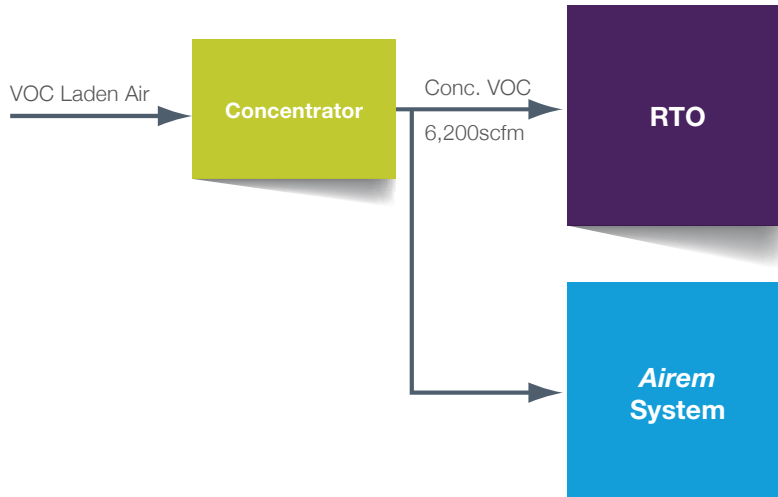 VOC Laden Air
Concentrator
Conc. VOC
6,200scfm
RTO
Airem
System